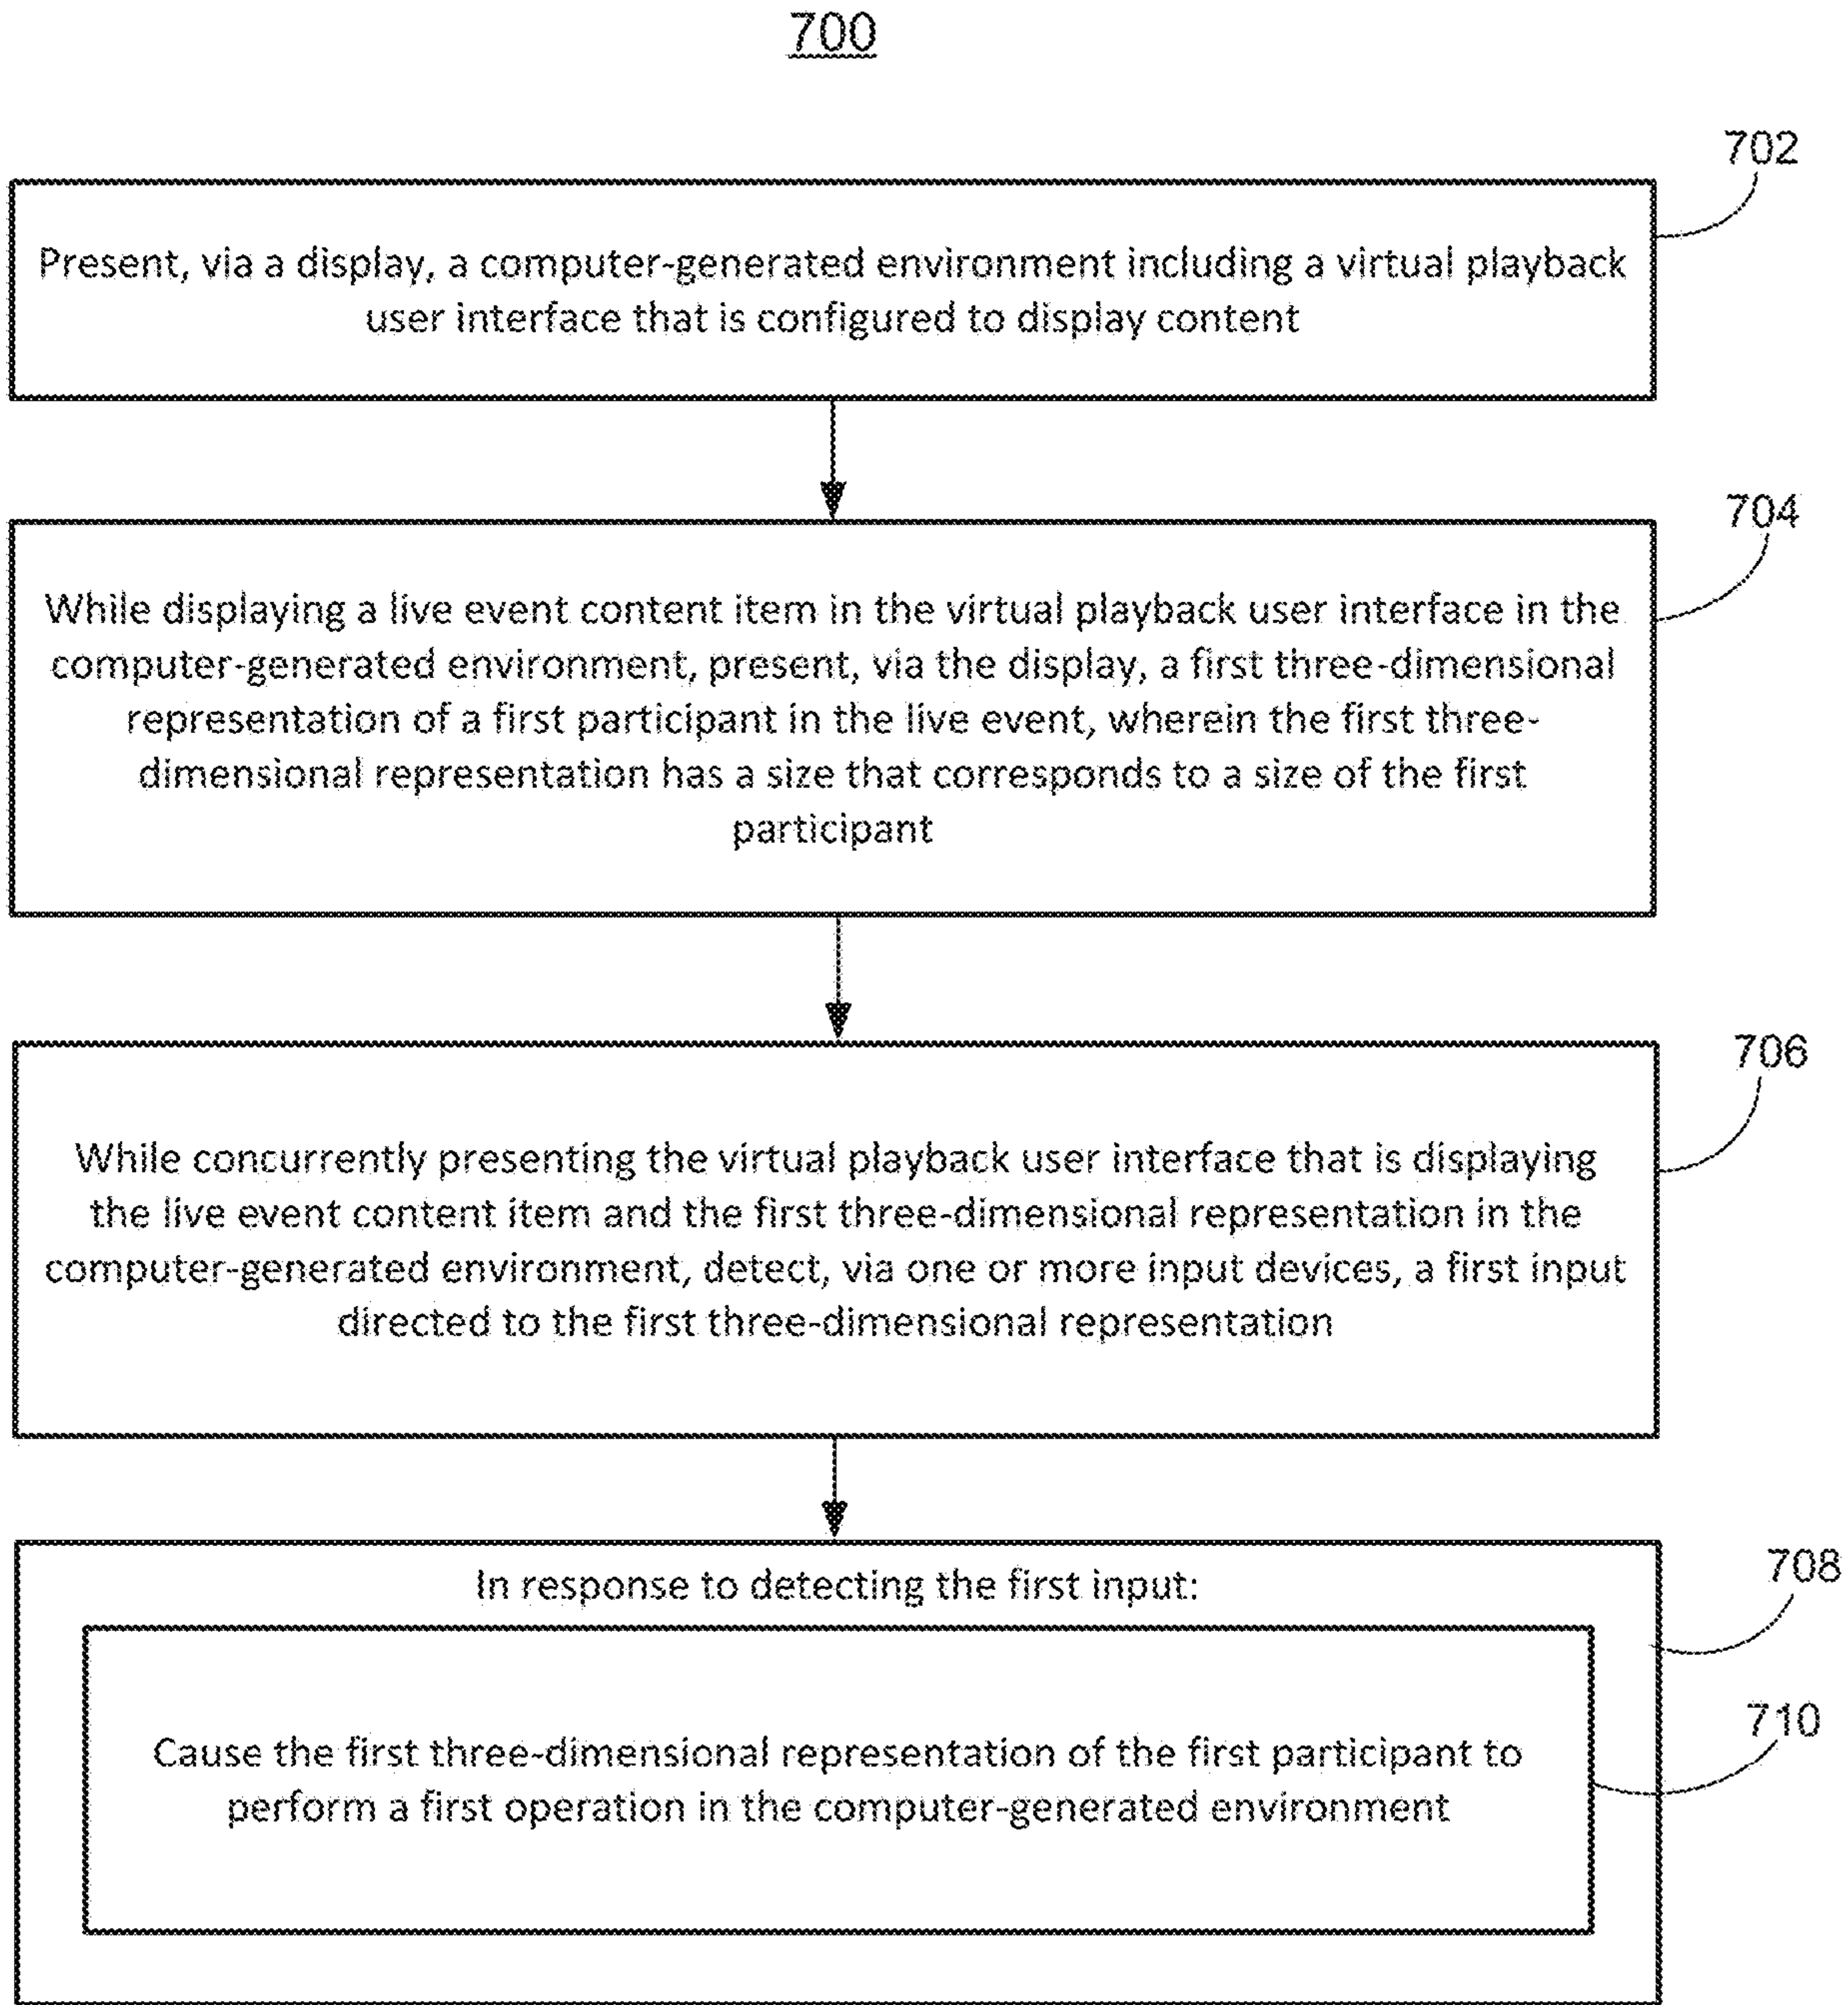 700
702
Present, via a display, a computer-generated environment including a virtual playback
user interface that is configured to display content
704
While displaying a live event content item in the virtual playback user interface in the
computer-generated environment, present, via the display, a first three-dimensional
representation of a first participant in the live event, wherein the first three-
dimensional representation has a size that corresponds to a size of the first
participant
706
While concurrently presenting the virtual playback user interface that is displaying
the live event content item and the first three-dimensional representation in the
computer-generated environment, detect, via one or more input devices, a first input
directed to the first three-dimensional representation
708
In response to detecting the first input:
710
Cause the first three-dimensional representation of the first participant to
perform a first operation in the computer-generated environment